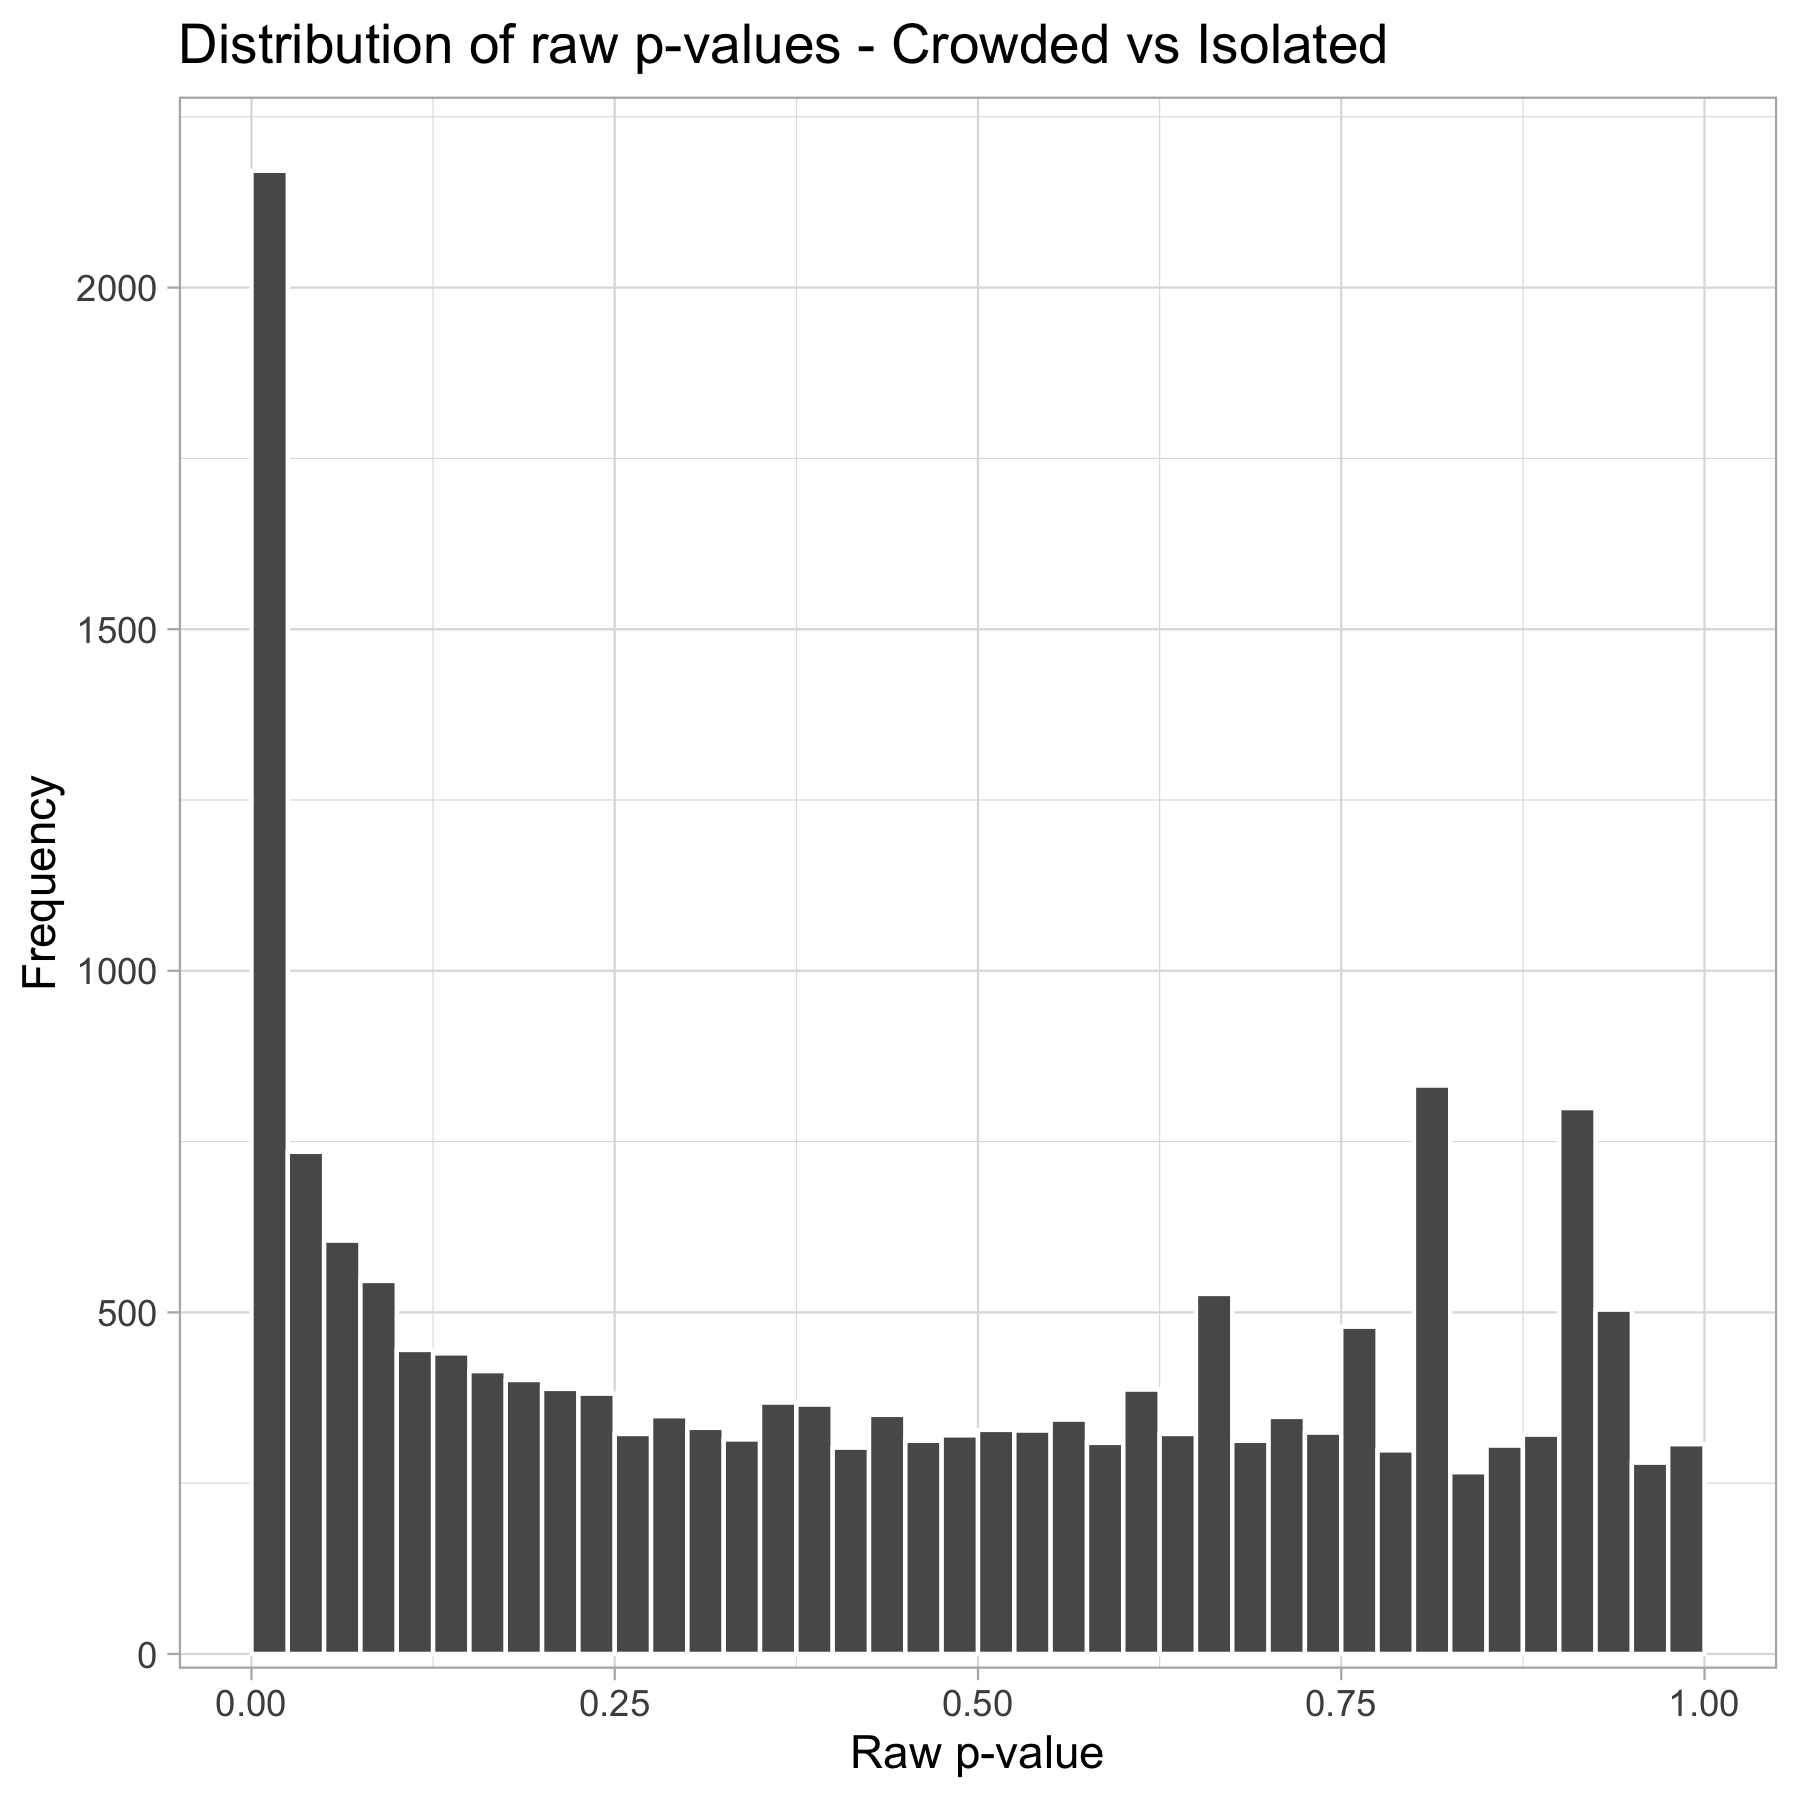 Distribution of raw p-values - Crowded vs Isolated
2000
1500
1000
500
0
Frequency
0.00 0.25 0.50 0.75 1.00
Raw p-value